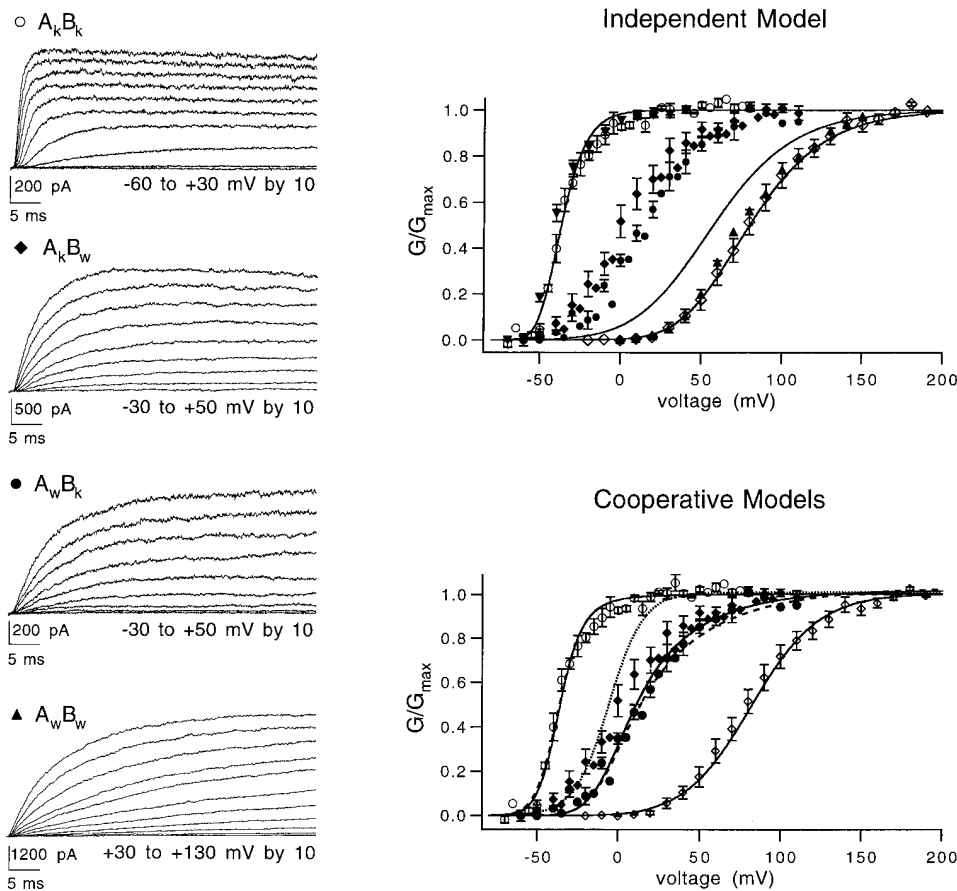 AkBk
200 pA
-60 to +30 mV by 10
5 ms
AkBw
500 pA
-30 to +50 mV by 10
5 ms
AwBk
200 pA
-30 to +50 mV by 10
5 ms
AwBw
1200 pA
+30 to +130 mV by 10
5 ms
Independent Model
G/Gmax
1.0
0.8
0.6
0.4
0.2
0.0
-50 0 50 100 150 200
voltage (mV)
Cooperative Models
G/Gmax
1.0
0.8
0.6
0.4
0.2
0.0
-50 0 50 100 150 200
voltage (mV)